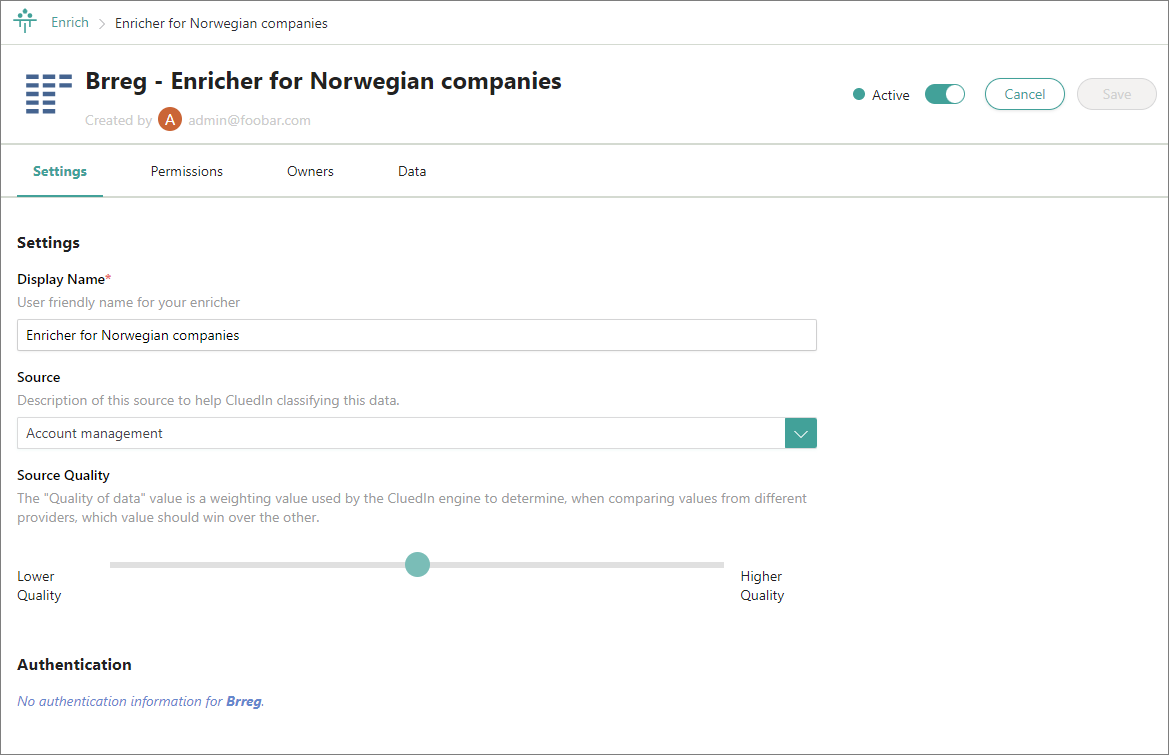 Enrich > Enricher for Norwegian companies
Brreg - Enricher for Norwegian companies
Created by A admin@foobar.com
Active
Cancel
Save
Settings
Permissions
Owners
Data
Settings
Display Name*
User friendly name for your enricher
Enricher for Norwegian companies
Source
Description of this source to help CluedIn classifying this data.
Account management
Source Quality
The "Quality of data" value is a weighting value used by the CluedIn engine to determine, when comparing values from different
providers, which value should win over the other.
Lower
Quality
Higher
Quality
Authentication
No authentication information for Brreg.